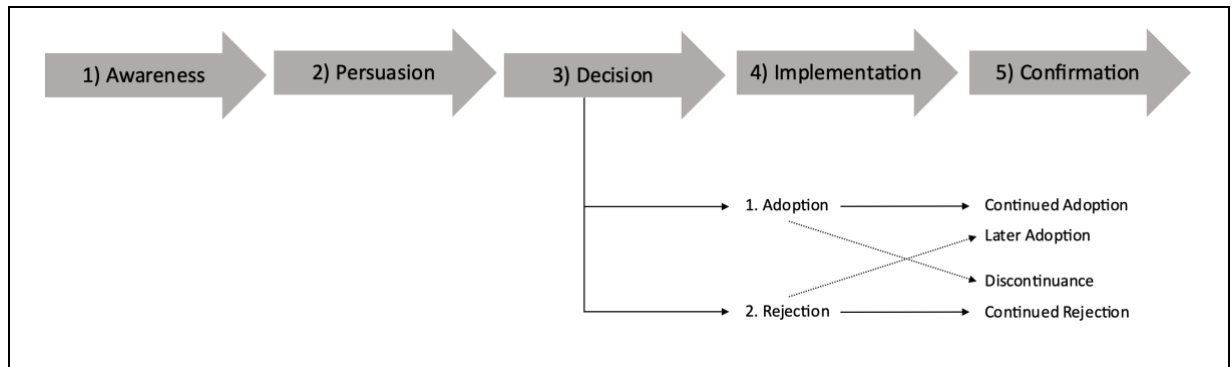 1) Awareness
2) Persuasion
3) Decision
4) Implementation
5) Confirmation
1. Adoption
Continued Adoption
Later Adoption
Discontinuance
2. Rejection
Continued Rejection